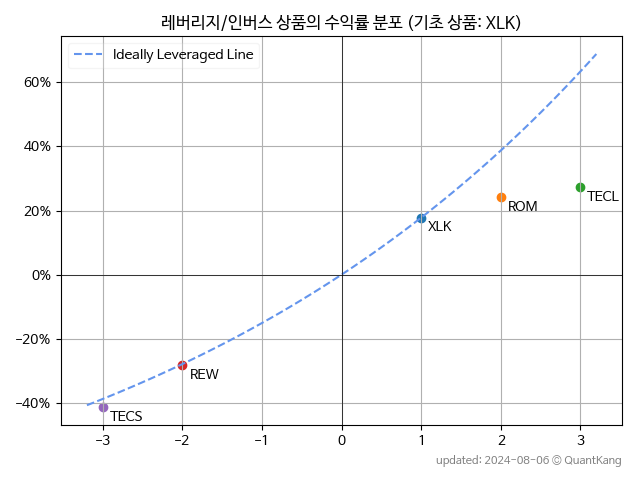 레버리지/인버스 상품의 수익률 분포 (기초 상품: XLK)
Ideally Leveraged Line
60%
40%
20%
0%
-20%
-40%
TECL
ROM
XLK
REW
TECS
-3 -2 -1 0 1 2 3
updated: 2024-08-06 © QuantKang